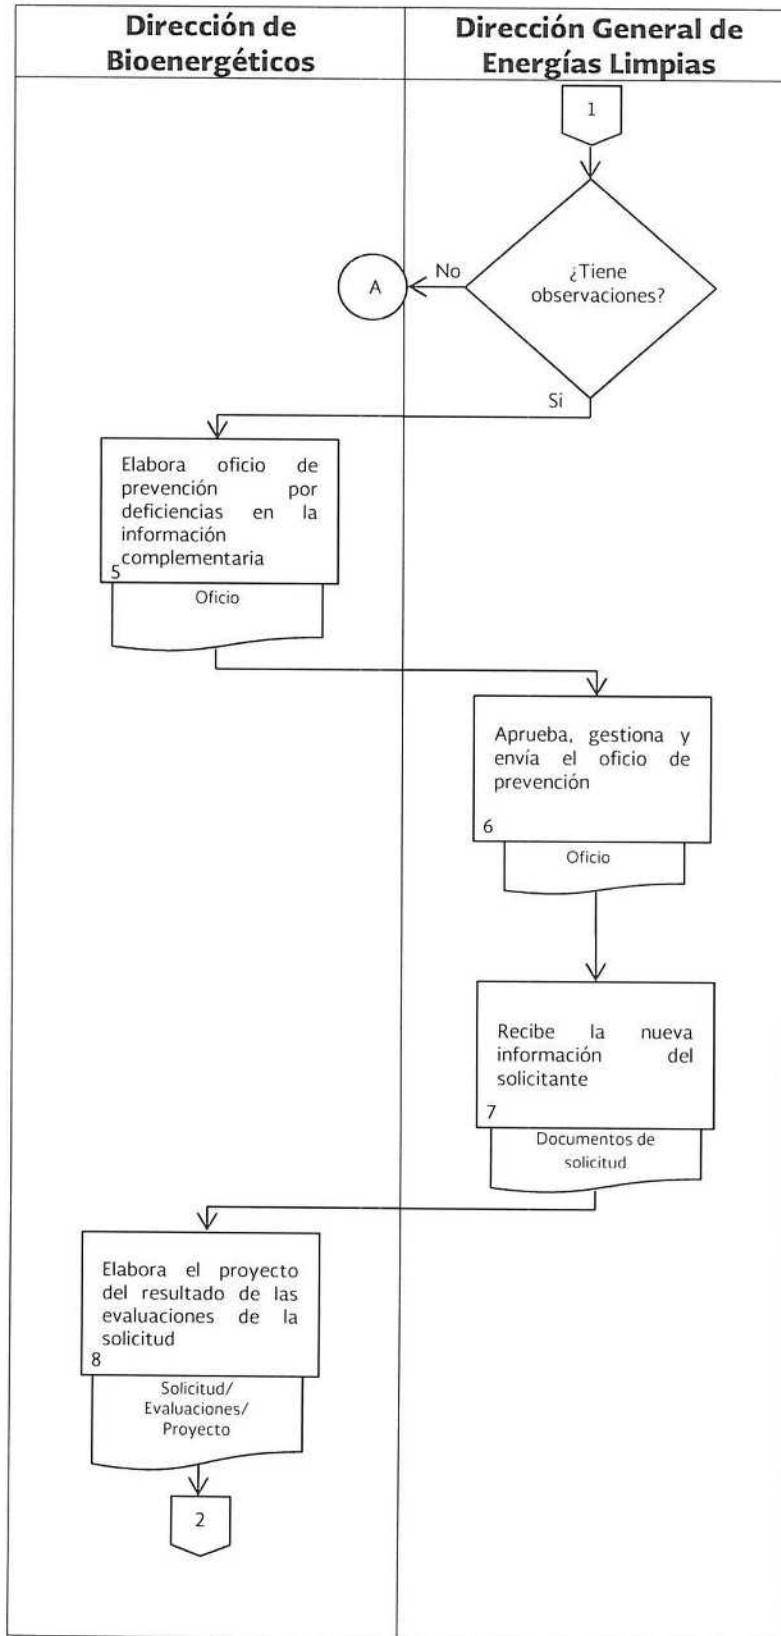 Dirección de
Bioenergéticos
Dirección General de
Energías Limpias
1
¿Tiene
observaciones?
No
A
Si
Elabora oficio de
prevención por
deficiencias en la
información
complementaria
5
Oficio
Aprueba, gestiona y
envía el oficio de
prevención
6
Oficio
Recibe la nueva
información del
solicitante
7
Documentos de
solicitud
Elabora el proyecto
del resultado de las
evaluaciones de la
solicitud
8
Solicitud/
Evaluaciones/
Proyecto
2